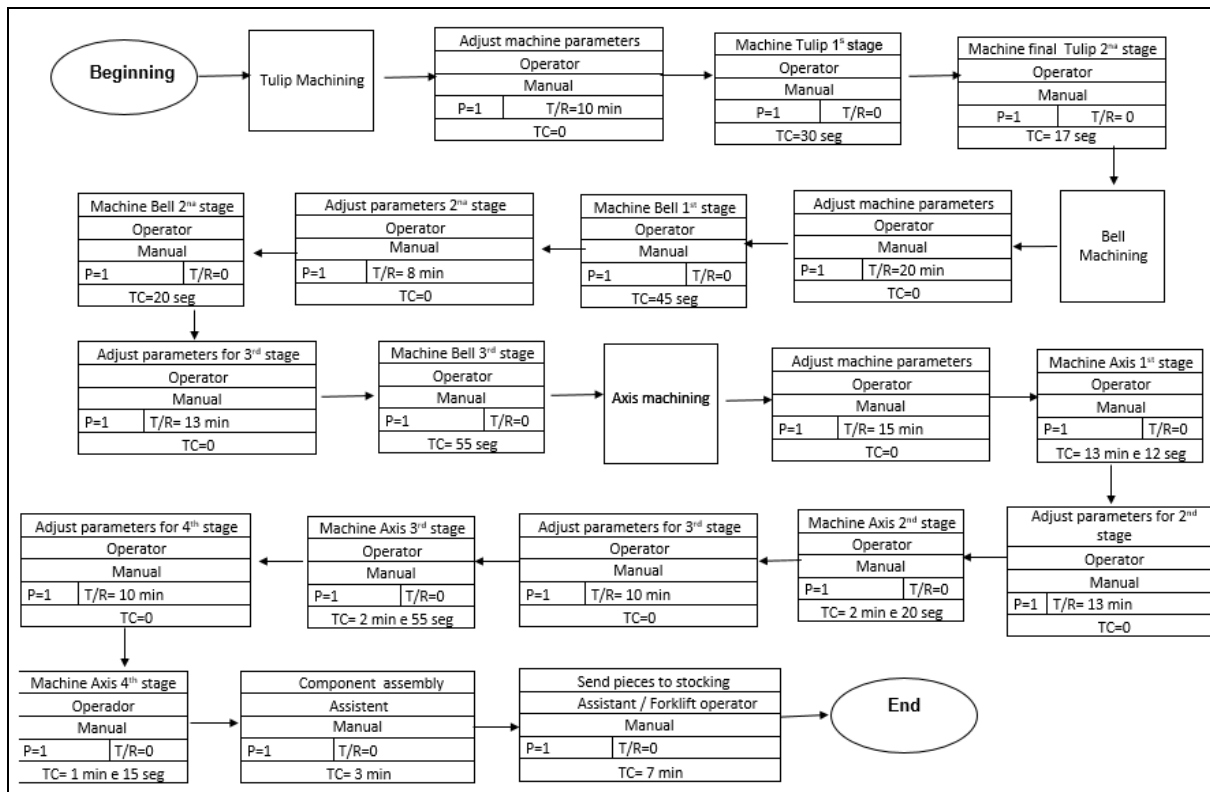 Beginning
Tulip Machining
Adjust machine parameters
Operator
Manual
P=1 T/R=10 min
TC=0
Machine Tulip 1ˢ stage
Operator
Manual
P=1 T/R=0
TC=30 seg
Machine final Tulip 2ⁿᵃ stage
Operator
Manual
P=1 T/R= 0
TC= 17 seg
Bell
Machining
Adjust machine parameters
Operator
Manual
P=1 T/R=20 min
TC=0
Machine Bell 1ˢᵗ stage
Operator
Manual
P=1 T/R=0
TC=45 seg
Adjust parameters 2ⁿᵃ stage
Operator
Manual
P=1 T/R= 8 min
TC=0
Machine Bell 2ⁿᵃ stage
Operator
Manual
P=1 T/R=0
TC=20 seg
Adjust parameters for 3ʳᵈ stage
Operator
Manual
P=1 T/R= 13 min
TC=0
Machine Bell 3ʳᵈ stage
Operator
Manual
P=1 T/R=0
TC= 55 seg
Axis machining
Adjust machine parameters
Operator
Manual
P=1 T/R= 15 min
TC=0
Machine Axis 1ˢᵗ stage
Operator
Manual
P=1 T/R=0
TC= 13 min e 12 seg
Adjust parameters for 2ⁿᵈ
stage
Operator
Manual
P=1 T/R= 13 min
TC=0
Machine Axis 2ⁿᵈ stage
Operator
Manual
P=1 T/R=0
TC= 2 min e 20 seg
Adjust parameters for 3ʳᵈ stage
Operator
Manual
P=1 T/R= 10 min
TC=0
Machine Axis 3ʳᵈ stage
Operator
Manual
P=1 T/R=0
TC= 2 min e 55 seg
Adjust parameters for 4ᵗʰ stage
Operator
Manual
P=1 T/R= 10 min
TC=0
Machine Axis 4ᵗʰ stage
Operador
Manual
P=1 T/R=0
TC= 1 min e 15 seg
Component assembly
Assistent
Manual
P=1 T/R=0
TC= 3 min
Send pieces to stocking
Assistant / Forklift operator
Manual
P=1 T/R=0
TC= 7 min
End